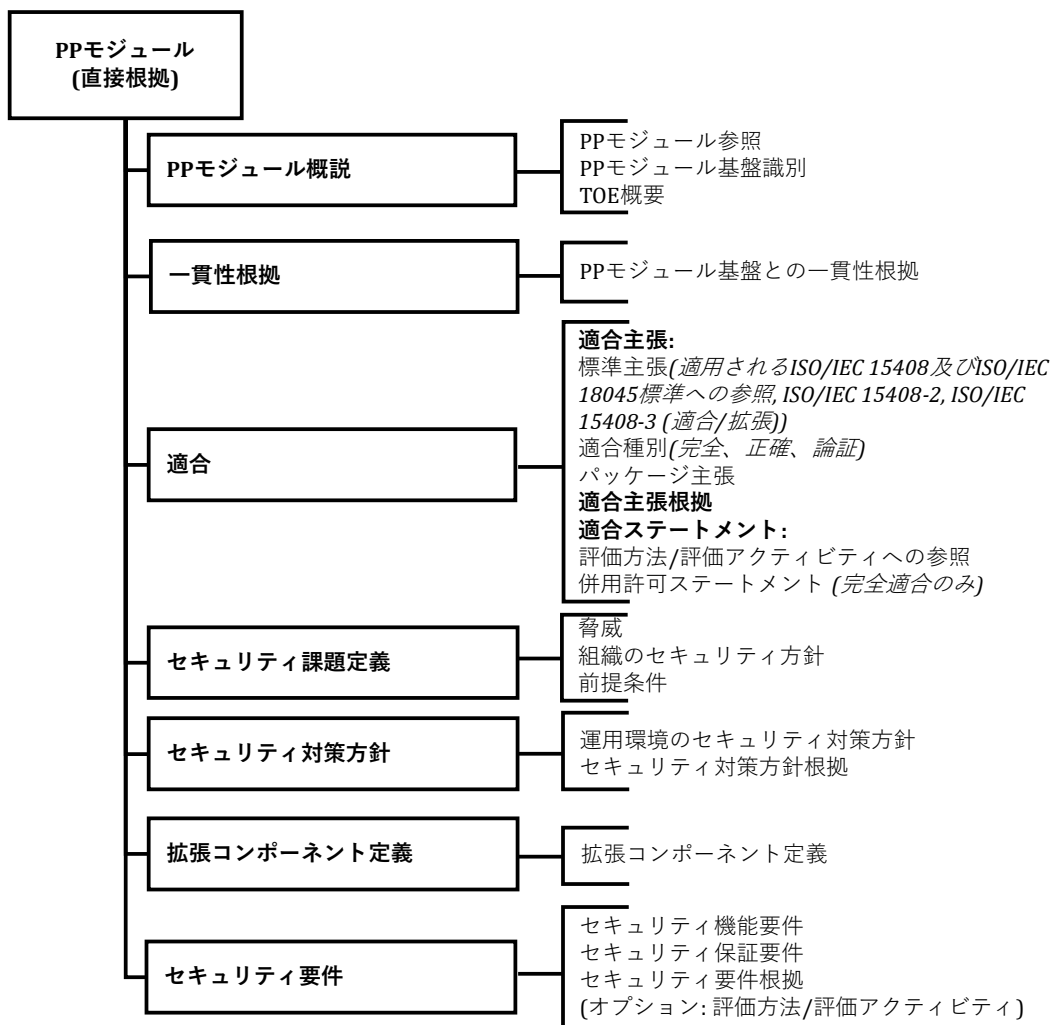 PPモジュール
(直接根拠)
PPモジュール概説
PPモジュール参照
PPモジュール基盤識別
TOE概要
一貫性根拠
PPモジュール基盤との一貫性根拠
適合
適合主張:
標準主張(適用されるISO/IEC 15408及びISO/IEC
18045標準への参照, ISO/IEC 15408-2, ISO/IEC
15408-3 (適合/拡張))
適合種別(完全、正確、論証)
パッケージ主張
適合主張根拠
適合ステートメント:
評価方法/評価アクティビティへの参照
併用許可ステートメント (完全適合のみ)
セキュリティ課題定義
脅威
組織のセキュリティ方針
前提条件
セキュリティ対策方針
運用環境のセキュリティ対策方針
セキュリティ対策方針根拠
拡張コンポーネント定義
拡張コンポーネント定義
セキュリティ要件
セキュリティ機能要件
セキュリティ保証要件
セキュリティ要件根拠
(オプション: 評価方法/評価アクティビティ)